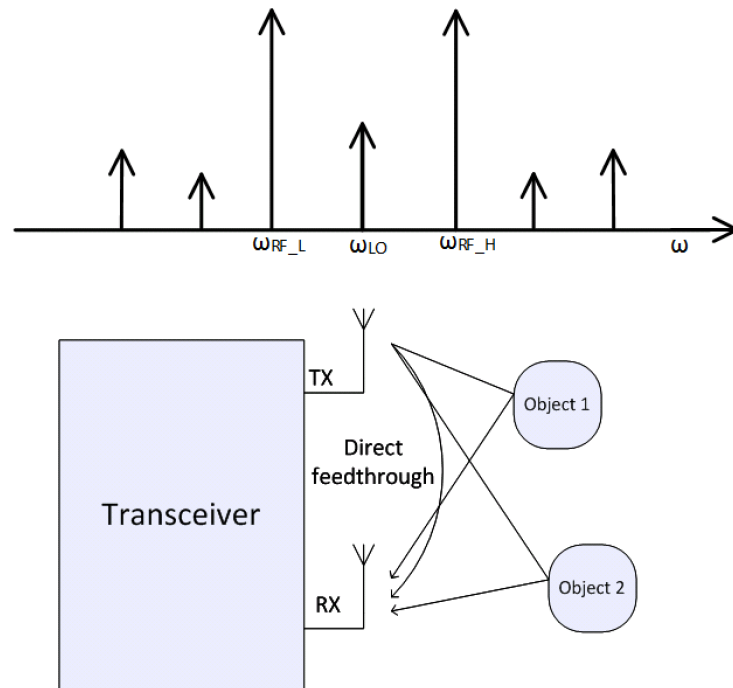 ωRF_L ωLO ωRF_H ω
TX
Object 1
Direct
feedthrough
Transceiver
Object 2
RX